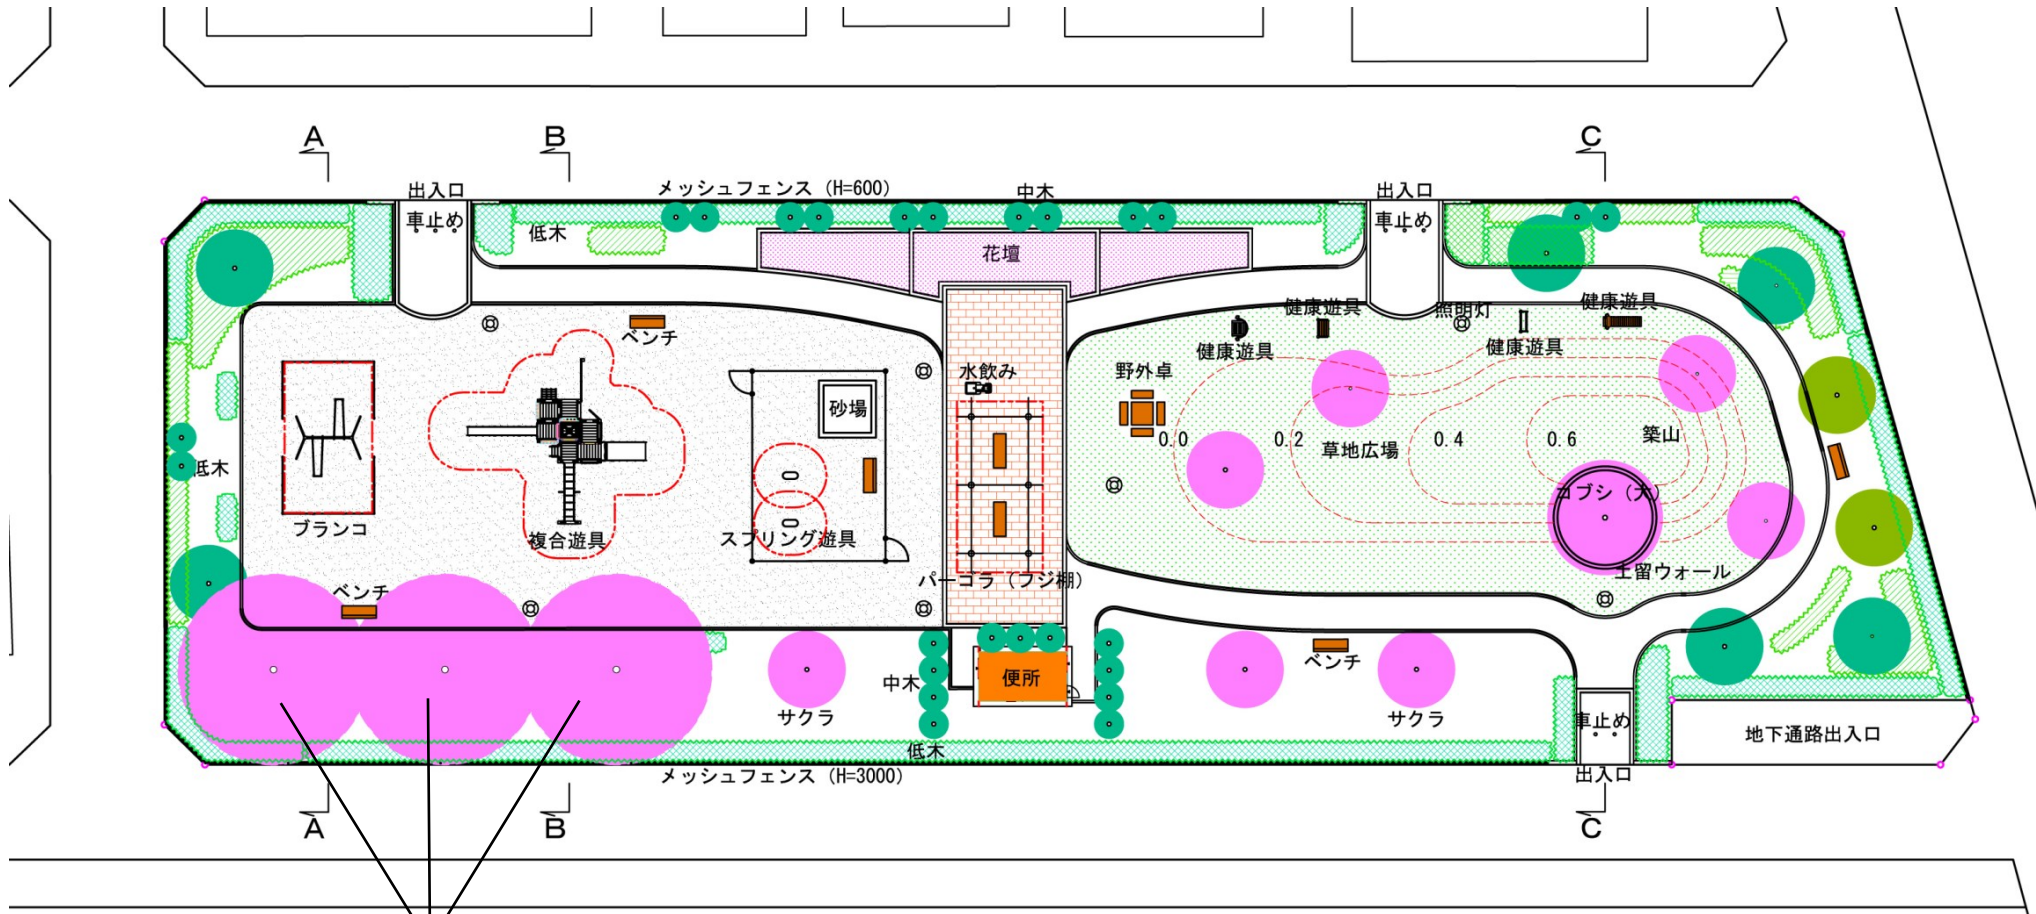 A
B
C
出入口
メッシュフェンス（H=600）
中木
出入口
車止め
低木
車止め
花壇
健康遊具
照明灯
健康遊具
ベンチ
健康遊具
健康遊具
水飲み
野外卓
砂場
0.0
0.2
草地広場
0.4
0.6
築山
低木
コブシ（大）
ブランコ
複合遊具
スプリング遊具
パーゴラ（フジ棚）
土留ウォール
ベンチ
中木
便所
ベンチ
サクラ
サクラ
車止め
地下通路出入口
低木
メッシュフェンス（H=3000）
出入口
A
B
C